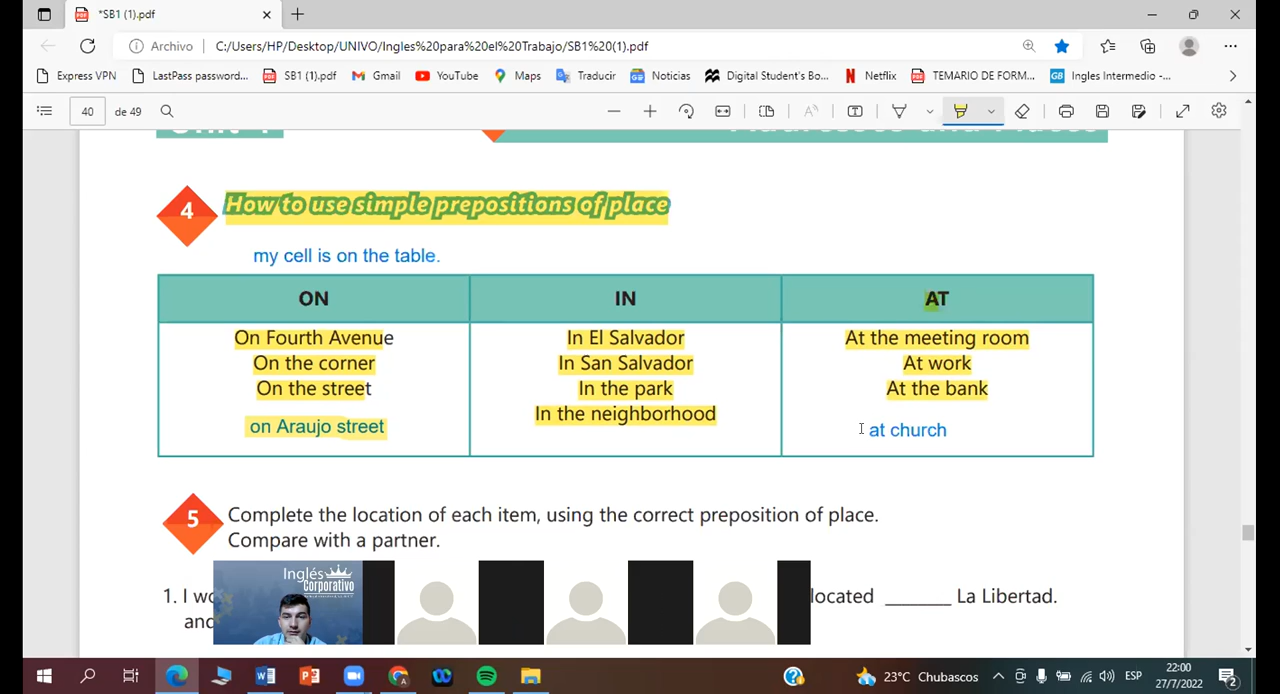 *SB1 (1).pdf
Archivo C:/Users/HP/Desktop/UNIVO/Ingles%20para%20el%20Trabajo/SB1%20(1).pdf
Express VPN LastPass password... SB1 (1).pdf Gmail YouTube Maps Traducir Noticias Digital Student's Bo... Netflix TEMARIO DE FORM... Ingles Intermedio -...
40 de 49
4 How to use simple prepositions of place
my cell is on the table.
ON IN AT
On Fourth Avenue In El Salvador At the meeting room
On the corner In San Salvador At work
On the street In the park At the bank
In the neighborhood
on Araujo street at church
5 Complete the location of each item, using the correct preposition of place.
Compare with a partner.
Inglés
Corporativo
1. I wo located _______ La Libertad.
and
23°C Chubascos ESP 22:00
27/7/2022 2